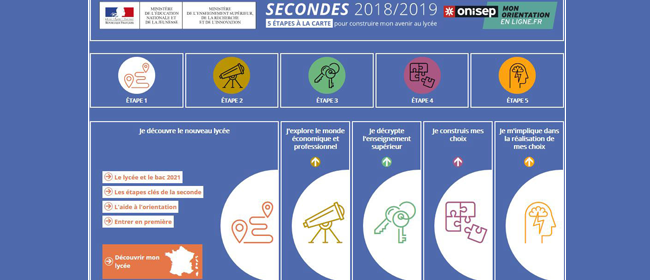 MINISTÈRE
DE L'ÉDUCATION
NATIONALE ET
DE LA JEUNESSE
MINISTÈRE
DE L'ENSEIGNEMENT SUPÉRIEUR,
DE LA RECHERCHE
ET DE L'INNOVATION
SECONDES 2018/2019
5 ÉTAPES À LA CARTE pour construire mon avenir au lycée
onisep
MON
ORIENTATION
EN LIGNE.FR
ÉTAPE 1
ÉTAPE 2
ÉTAPE 3
ÉTAPE 4
ÉTAPE 5
Je découvre le nouveau lycée
Le lycée et le bac 2021
Les étapes clés de la seconde
L'aide à l'orientation
Entrer en première
Découvrir mon
lycée
J'explore le monde
économique et
professionnel
Je décrypte
l'enseignement
supérieur
Je construis mes
choix
Je m'implique dans
la réalisation de
mes choix